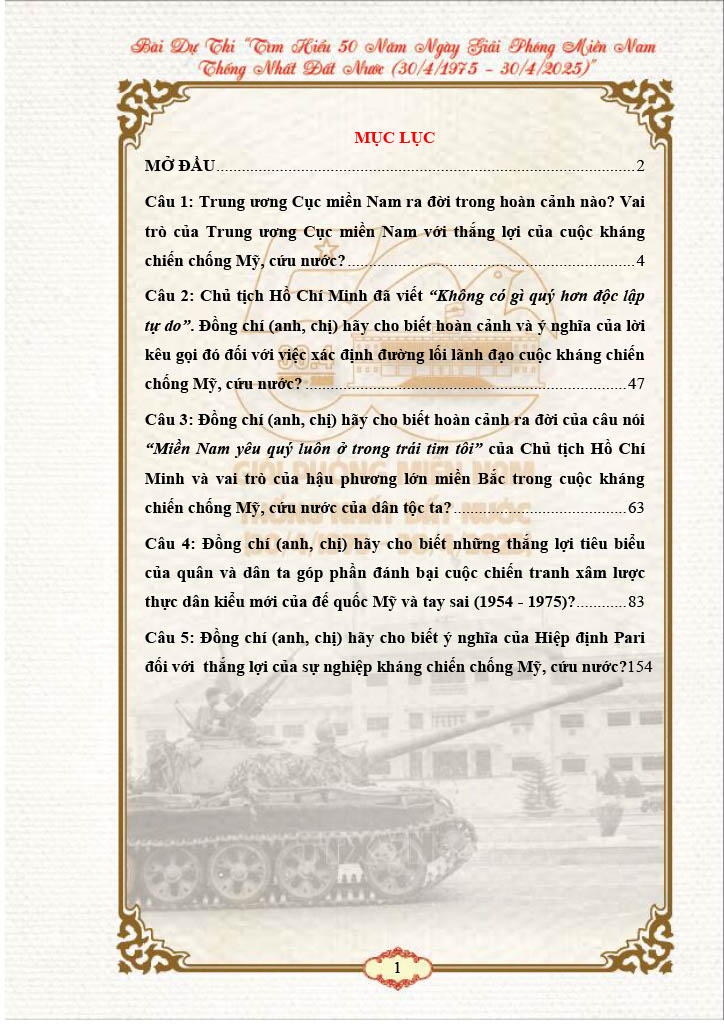 Bài Dự Thi “Tìm Hiểu 50 Năm Ngày Giải Phóng Miền Nam
Thống Nhất Đất Nước (30/4/1975 – 30/4/2025)”
MỤC LỤC
MỞ ĐẦU...................................................................................2
Câu 1: Trung ương Cục miền Nam ra đời trong hoàn cảnh nào? Vai
trò của Trung ương Cục miền Nam với thắng lợi của cuộc kháng
chiến chống Mỹ, cứu nước?.........................................................4
Câu 2: Chủ tịch Hồ Chí Minh đã viết “Không có gì quý hơn độc lập
tự do”. Đồng chí (anh, chị) hãy cho biết hoàn cảnh và ý nghĩa của lời
kêu gọi đó đối với việc xác định đường lối lãnh đạo cuộc kháng chiến
chống Mỹ, cứu nước? ................................................................47
Câu 3: Đồng chí (anh, chị) hãy cho biết hoàn cảnh ra đời của câu nói
“Miền Nam yêu quý luôn ở trong trái tim tôi” của Chủ tịch Hồ Chí
Minh và vai trò của hậu phương lớn miền Bắc trong cuộc kháng
chiến chống Mỹ, cứu nước của dân tộc ta?..................................63
Câu 4: Đồng chí (anh, chị) hãy cho biết những thắng lợi tiêu biểu
của quân và dân ta góp phần đánh bại cuộc chiến tranh xâm lược
thực dân kiểu mới của đế quốc Mỹ và tay sai (1954 - 1975)?..........83
Câu 5: Đồng chí (anh, chị) hãy cho biết ý nghĩa của Hiệp định Pari
đối với  thắng lợi của sự nghiệp kháng chiến chống Mỹ, cứu nước?154
50
30.4
GIẢI PHÓNG MIỀN NAM
THỐNG NHẤT ĐẤT NƯỚC
1